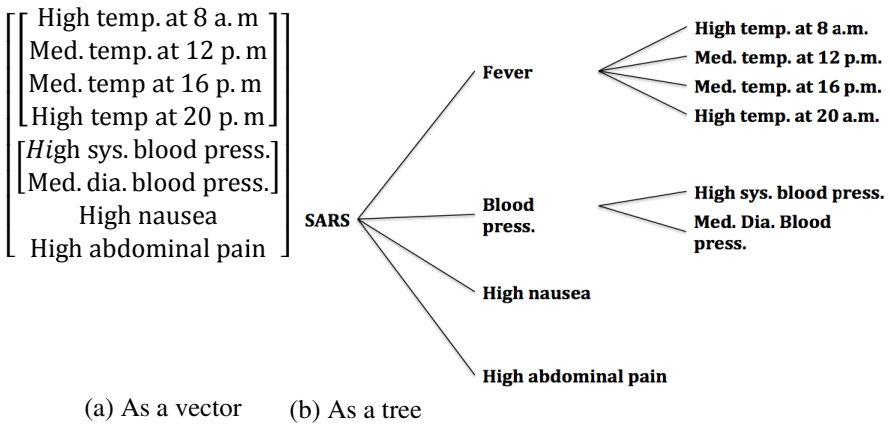 High temp. at 8 a. m
Med. temp. at 12 p. m
Med. temp at 16 p. m
High temp at 20 p. m
High sys. blood press.
Med. dia. blood press.
High nausea
High abdominal pain
SARS
Fever
High temp. at 8 a.m.
Med. temp. at 12 p.m.
Med. temp. at 16 p.m.
High temp. at 20 a.m.
Blood
press.
High sys. blood press.
Med. Dia. Blood
press.
High nausea
High abdominal pain
(a) As a vector
(b) As a tree